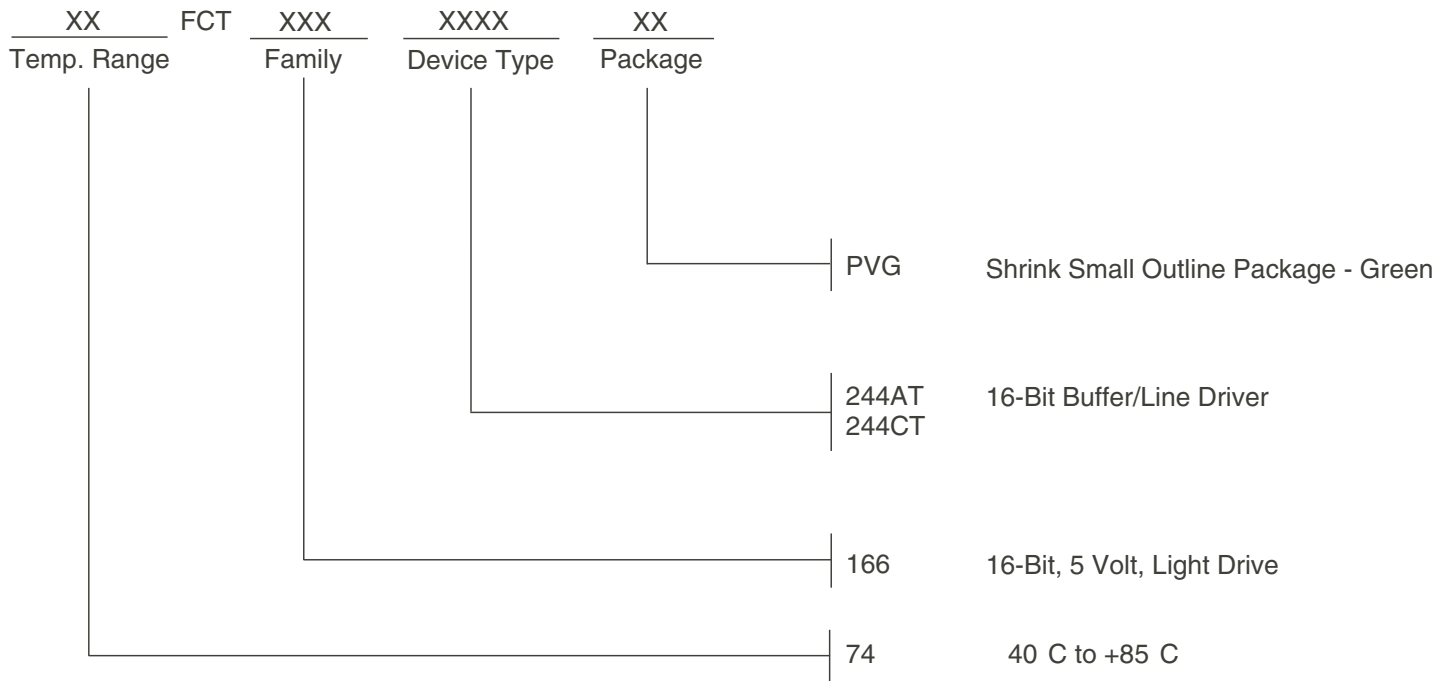 XX FCT XXX XXXX XX
Temp. Range Family Device Type Package
PVG Shrink Small Outline Package - Green
244AT 16-Bit Buffer/Line Driver
244CT
166 16-Bit, 5 Volt, Light Drive
74 40 C to +85 C